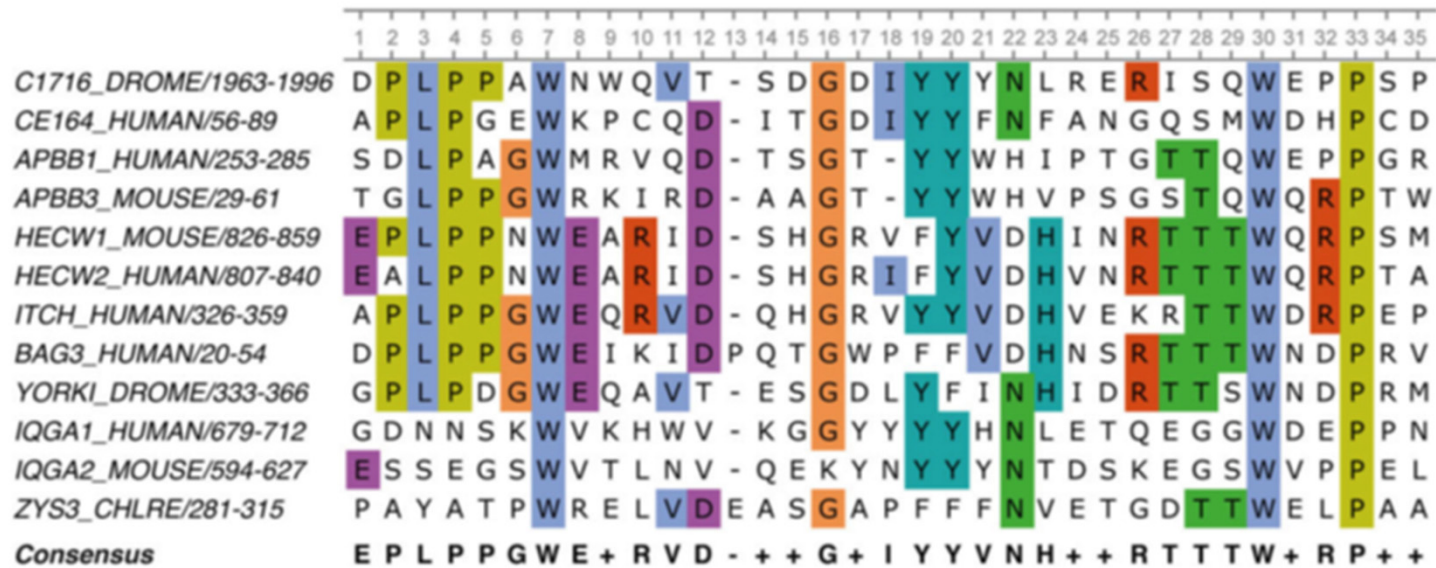 1 2 3 4 5 6 7 8 9 10 11 12 13 14 15 16 17 18 19 20 21 22 23 24 25 26 27 28 29 30 31 32 33 34 35
C1716_DROME/1963-1996 D P L P P A W N W Q V T - S D G D I Y Y Y N L R E R I S Q W E P P S P
CE164_HUMAN/56-89 A P L P G E W K P C Q D - I T G D I Y Y F N F A N G Q S M W D H P C D
APBB1_HUMAN/253-285 S D L P A G W M R V Q D - T S G T - Y Y W H I P T G T T Q W E P P G R
APBB3_MOUSE/29-61 T G L P P G W R K I R D - A A G T - Y Y W H V P S G S T Q W Q R P T W
HECW1_MOUSE/826-859 E P L P P N W E A R I D - S H G R V F Y V D H I N R T T T W Q R P S M
HECW2_HUMAN/807-840 E A L P P N W E A R I D - S H G R I F Y V D H V N R T T T W Q R P T A
ITCH_HUMAN/326-359 A P L P P G W E Q R V D - Q H G R V Y Y V D H V E K R T T W D R P E P
BAG3_HUMAN/20-54 D P L P P G W E I K I D P Q T G W P F F V D H N S R T T T W N D P R V
YORKI_DROME/333-366 G P L P D G W E Q A V T - E S G D L Y F I N H I D R T T S W N D P R M
IQGA1_HUMAN/679-712 G D N N S K W V K H W V - K G G Y Y Y Y H N L E T Q E G G W D E P P N
IQGA2_MOUSE/594-627 E S S E G S W V T L N V - Q E K Y N Y Y Y N T D S K E G S W V P P E L
ZYS3_CHLRE/281-315 P A Y A T P W R E L V D E A S G A P F F F N V E T G D T T W E L P A A
Consensus E P L P P G W E + R V D - + + G + I Y Y V N H + + R T T T W + R P + +